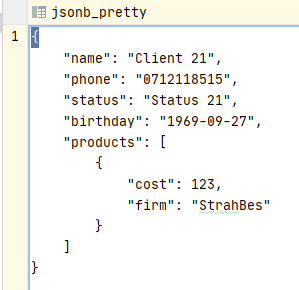 jsonb_pretty
1 {
"name": "Client 21",
"phone": "0712118515",
"status": "Status 21",
"birthday": "1969-09-27",
"products": [
{
"cost": 123,
"firm": "StrahBes"
}
]
}